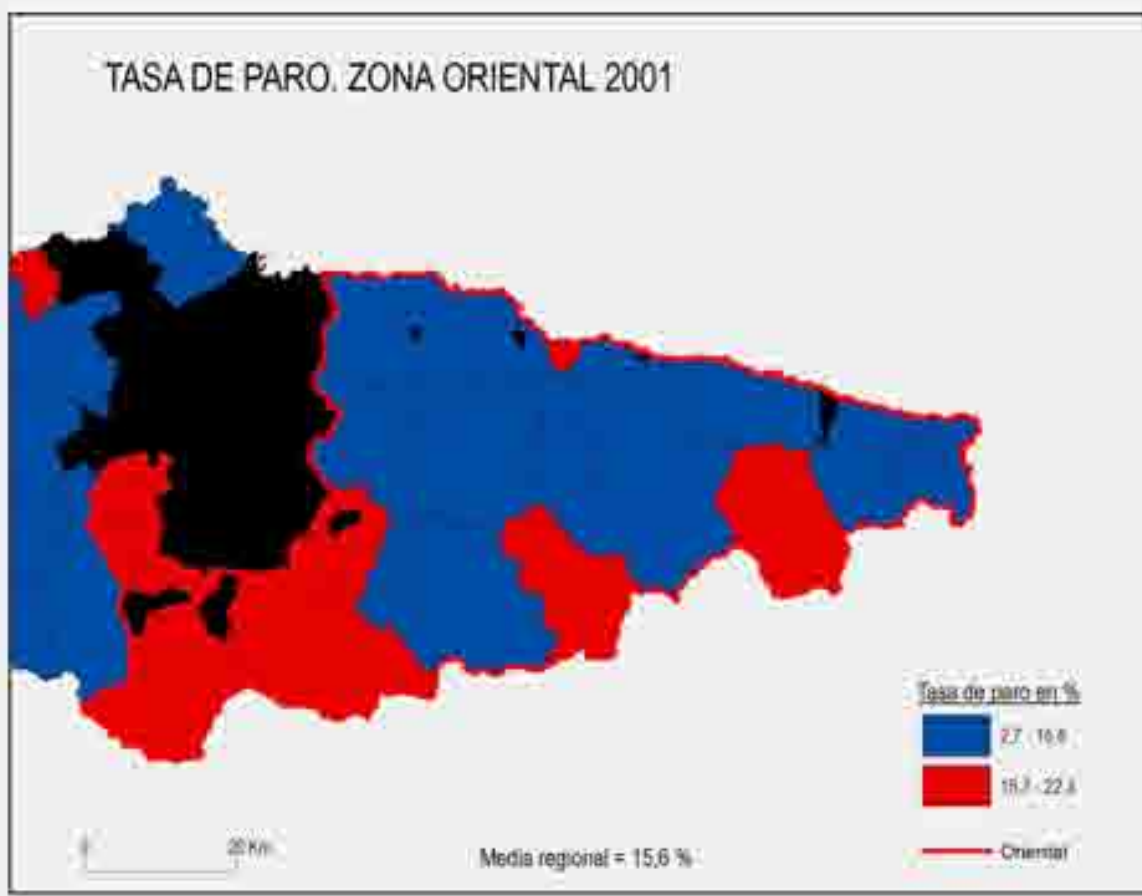 TASA DE PARO. ZONA ORIENTAL 2001
Tasa de paro en %
Oriental
20 Km
Media regional = 15,6 %